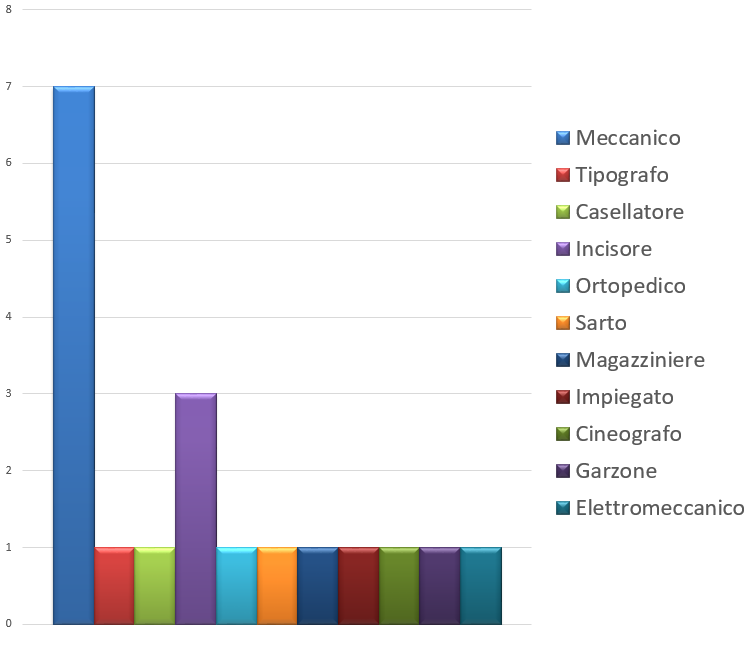 8
7
6
5
4
3
2
1
0
Meccanico
Tipografo
Casellatore
Incisore
Ortopedico
Sarto
Magazziniere
Impiegato
Cineografo
Garzone
Elettromeccanico